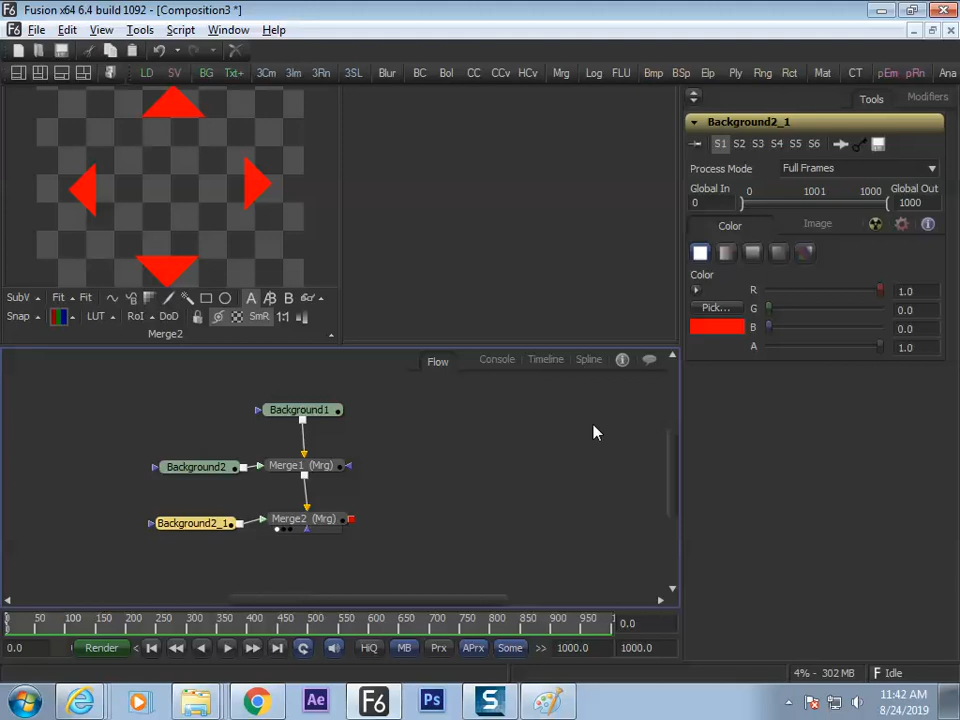 Fusion x64 6.4 build 1092 - [Composition3 *]
File Edit View Tools Script Window Help
LD SV BG Txt+ 3Cm 3Im 3Rn 3SL Blur BC Bol CC CCv HCv Mrg Log FLU Bmp BSp Elp Ply Rng Rct Mat CT pEm pRn Ana
Tools Modifiers
Background2_1
S1 S2 S3 S4 S5 S6
Process Mode Full Frames
Global In 0 1001 1000 Global Out
0 1000
Color Image
Color
R 1.0
Pick... G 0.0
B 0.0
A 1.0
SubV Fit Fit A B
Snap LUT RoI DoD SmR 1:1
Merge2
Flow Console Timeline Spline
Background1
Background2 Merge1 (Mrg)
Background2_1 Merge2 (Mrg)
0 50 100 150 200 250 300 350 400 450 500 550 600 650 700 750 800 850 900 950 0.0
0.0 Render HiQ MB Prx APrx Some >> 1000.0 1000.0
4% - 302 MB F Idle
Ae F6 Ps S
11:42 AM
8/24/2019